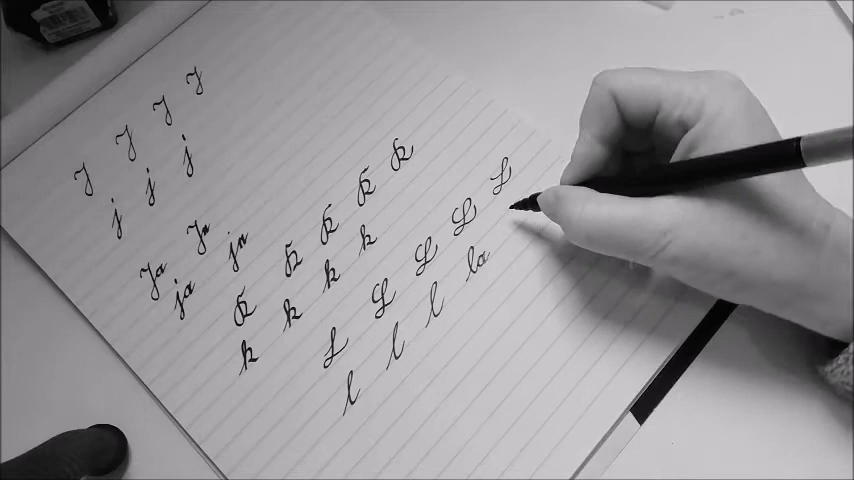 J J J J
j j j
Ja Ja
ja ja
K K K K K
k k k k
L L L L L
l l l la